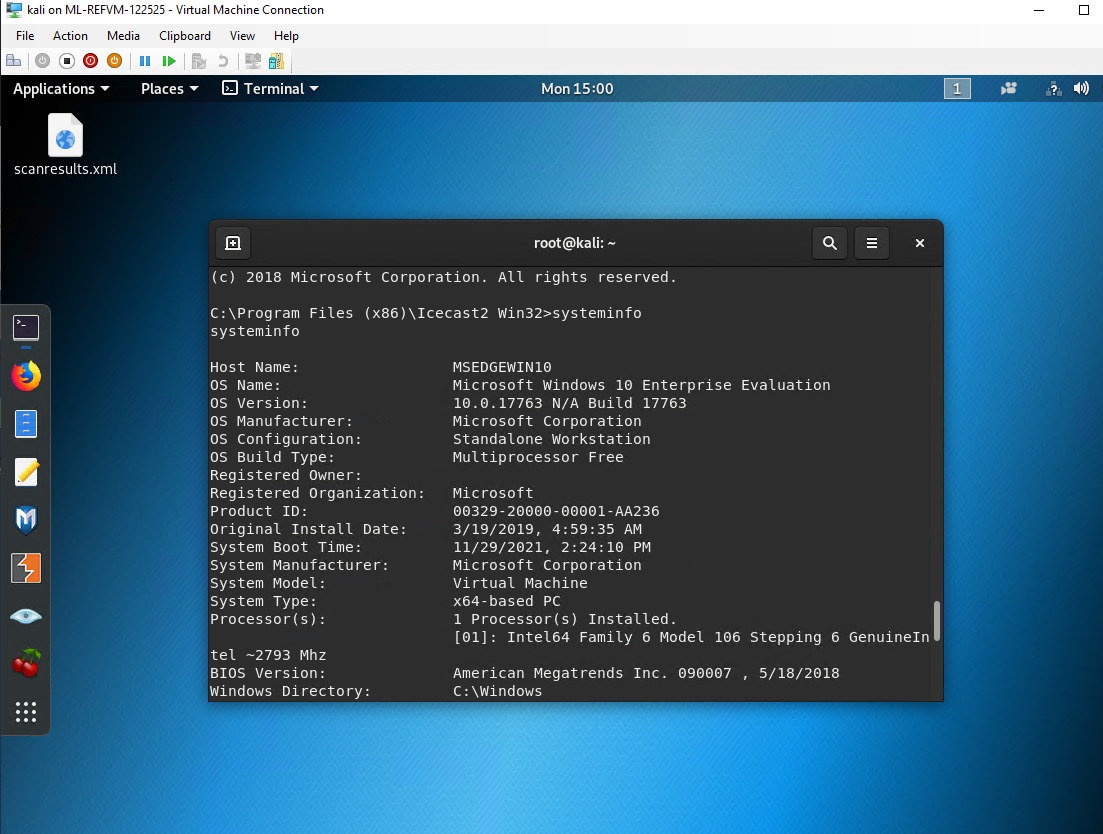 kali on ML-REFVM-122525 - Virtual Machine Connection
File Action Media Clipboard View Help
Applications Places Terminal Mon 15:00 1
scanresults.xml
root@kali: ~
(c) 2018 Microsoft Corporation. All rights reserved.
C:\Program Files (x86)\Icecast2 Win32>systeminfo
systeminfo
Host Name: MSEDGEWIN10
OS Name: Microsoft Windows 10 Enterprise Evaluation
OS Version: 10.0.17763 N/A Build 17763
OS Manufacturer: Microsoft Corporation
OS Configuration: Standalone Workstation
OS Build Type: Multiprocessor Free
Registered Owner:
Registered Organization: Microsoft
Product ID: 00329-20000-00001-AA236
Original Install Date: 3/19/2019, 4:59:35 AM
System Boot Time: 11/29/2021, 2:24:10 PM
System Manufacturer: Microsoft Corporation
System Model: Virtual Machine
System Type: x64-based PC
Processor(s): 1 Processor(s) Installed.
[01]: Intel64 Family 6 Model 106 Stepping 6 GenuineIn
tel ~2793 Mhz
BIOS Version: American Megatrends Inc. 090007 , 5/18/2018
Windows Directory: C:\Windows